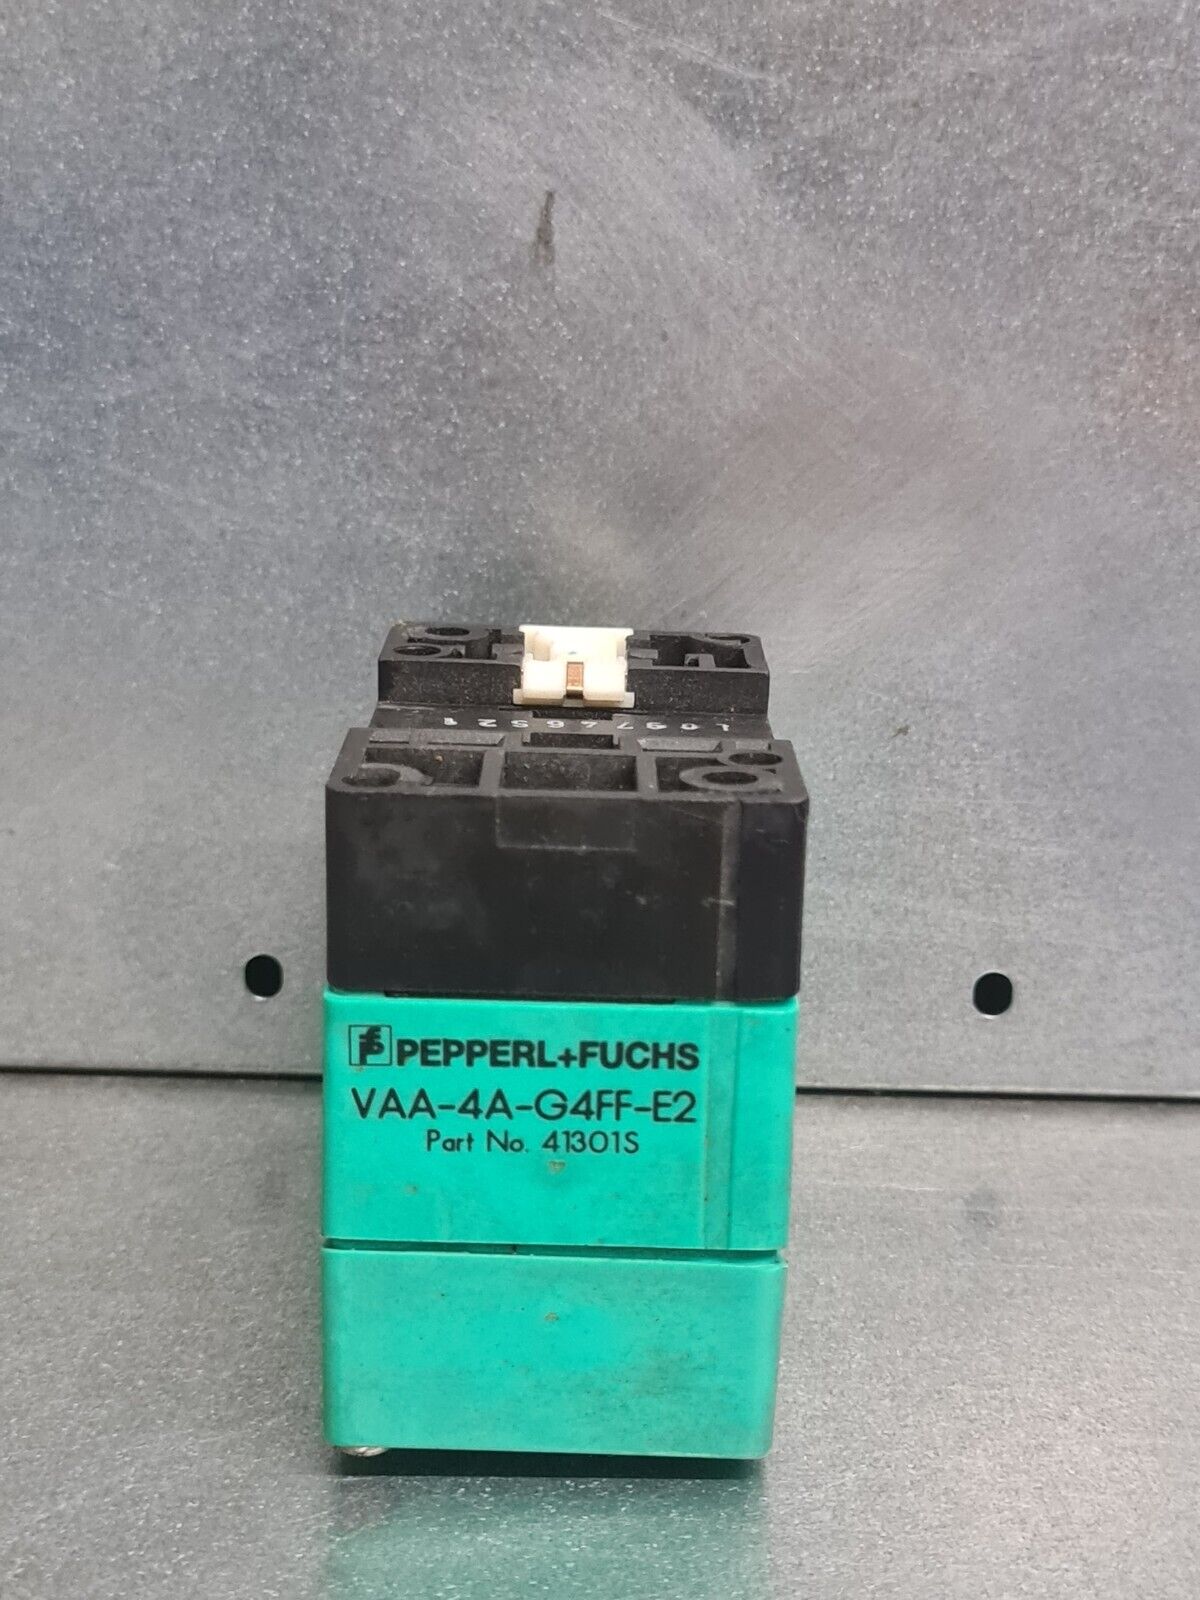 PEPPERL+FUCHS
VAA-4A-G4FF-E2
Part No. 41301S